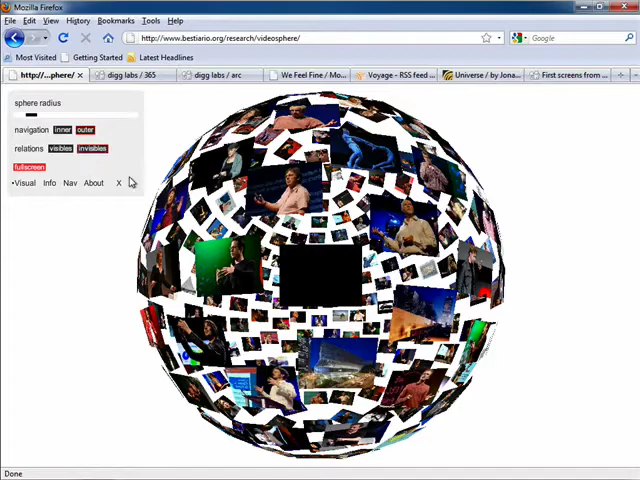 Mozilla Firefox
File Edit View History Bookmarks Tools Help
http://www.bestiario.org/research/videosphere/
Google
Most Visited Getting Started Latest Headlines
http:/...phere/ digg labs / 365 digg labs / arc We Feel Fine / Mo... Voyage - RSS feed ... Universe / by Jona... First screens from ...
sphere radius
navigation inner outer
relations visibles invisibles
fullscreen
•Visual Info Nav About X
Done